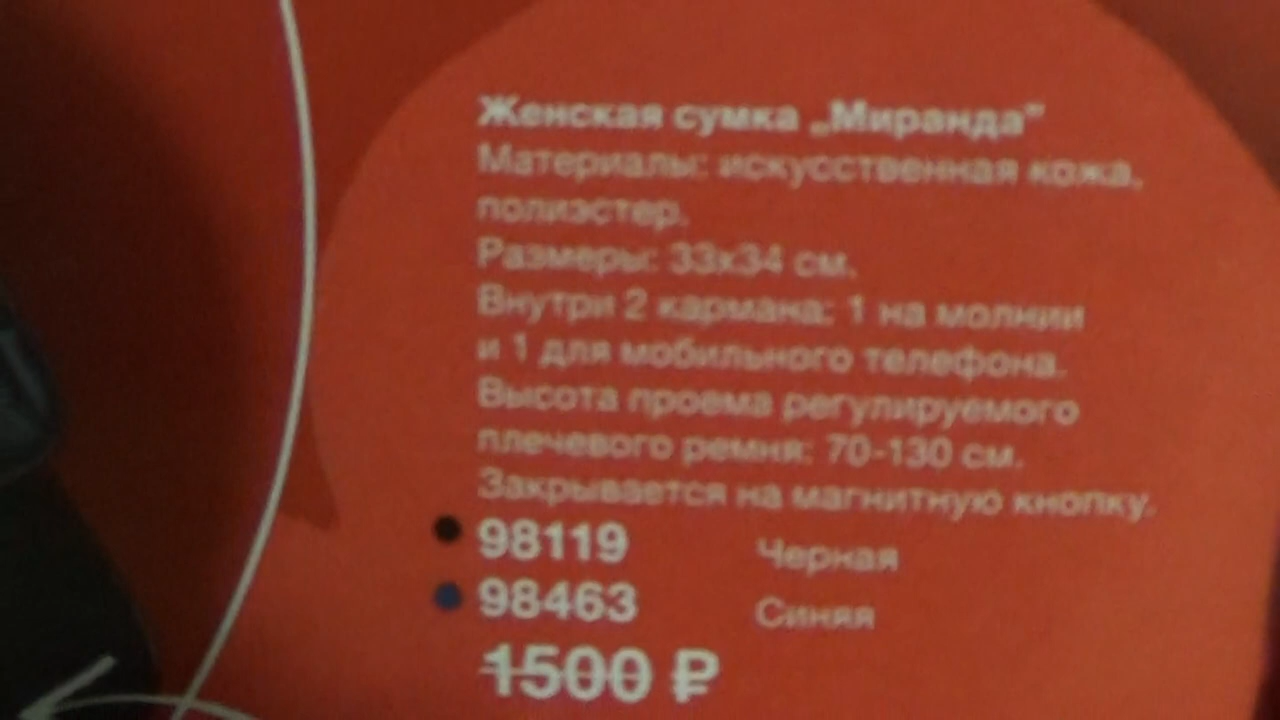 Женская сумка „Миранда”
Материалы: искусственная кожа,
полиэстер.
Размеры: 33х34 см.
Внутри 2 кармана: 1 на молнии
и 1 для мобильного телефона.
Высота проема регулируемого
плечевого ремня: 70-130 см.
Закрывается на магнитную кнопку.
98119 Черная
98463 Синяя
1500 ₽